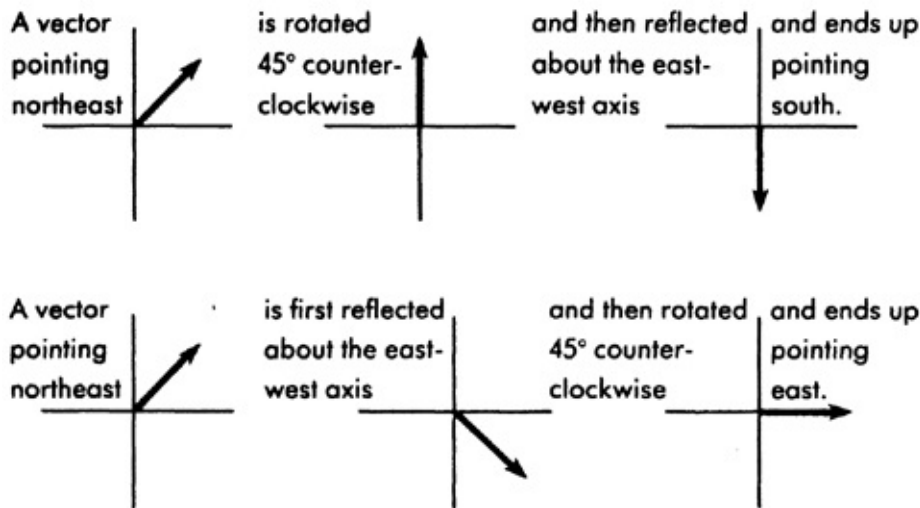 A vector
pointing
northeast
is rotated
45° counter-
clockwise
and then reflected
about the east-
west axis
and ends up
pointing
south.
A vector
pointing
northeast
is first reflected
about the east-
west axis
and then rotated
45° counter-
clockwise
and ends up
pointing
east.